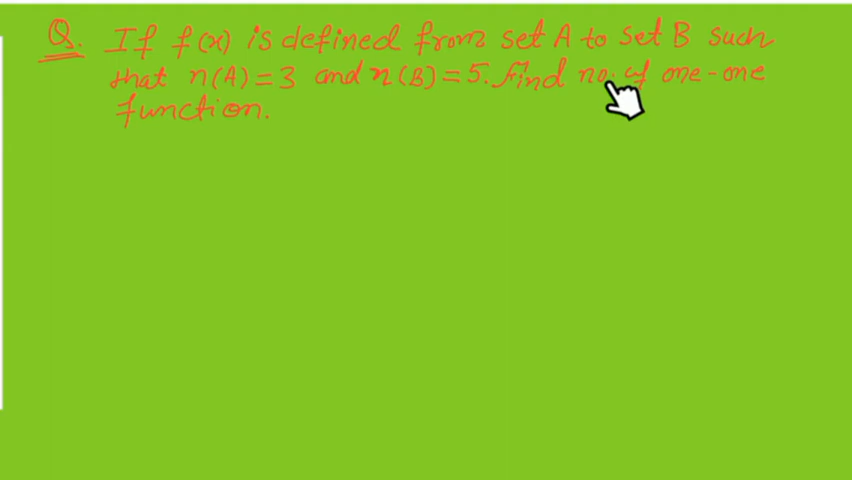 Q. If f(x) is defined from set A to set B such
that n(A) = 3 and n(B) = 5. Find no. of one-one
function.